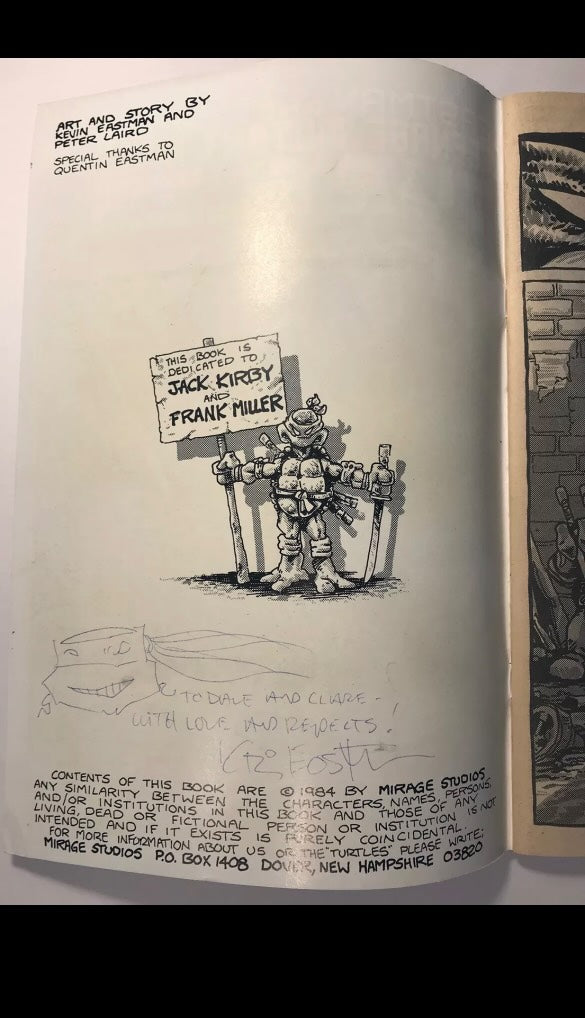 ART AND STORY BY
KEVIN EASTMAN AND
PETER LAIRD
SPECIAL THANKS TO
QUENTIN EASTMAN
THIS BOOK IS
DEDICATED TO
JACK KIRBY
AND
FRANK MILLER
TO DALE AND CLARE -
WITH LOVE AND RESPECTS!
CONTENTS OF THIS BOOK ARE © 1984 BY MIRAGE STUDIOS
ANY SIMILARITY BETWEEN THE CHARACTERS, NAMES, PERSONS,
AND/OR INSTITUTIONS IN THIS BOOK AND THOSE OF ANY
LIVING, DEAD OR FICTIONAL PERSON OR INSTITUTION IS NOT
INTENDED AND IF IT EXISTS IS PURELY COINCIDENTAL.
FOR MORE INFORMATION ABOUT US OR THE "TURTLES" PLEASE WRITE:
MIRAGE STUDIOS P.O. BOX 1408 DOVER, NEW HAMPSHIRE 03820